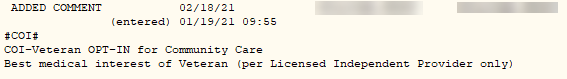 ADDED COMMENT 02/18/21
(entered) 01/19/21 09:55
#COI#
COI-Veteran OPT-IN for Community Care
Best medical interest of Veteran (per Licensed Independent Provider only)